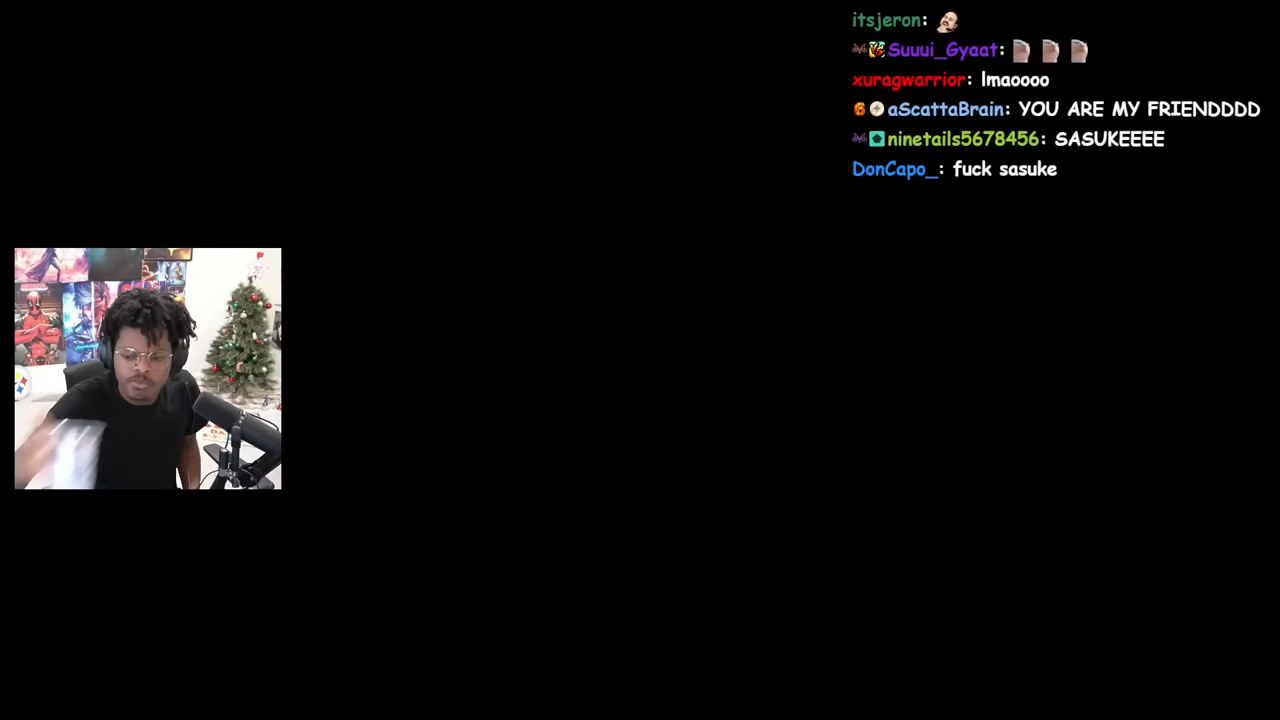 itsjeron:
Suuui_Gyaat:
xuragwarrior: lmaoooo
aScattaBrain: YOU ARE MY FRIENDDDD
ninetails5678456: SASUKEEEE
DonCapo_: fuck sasuke